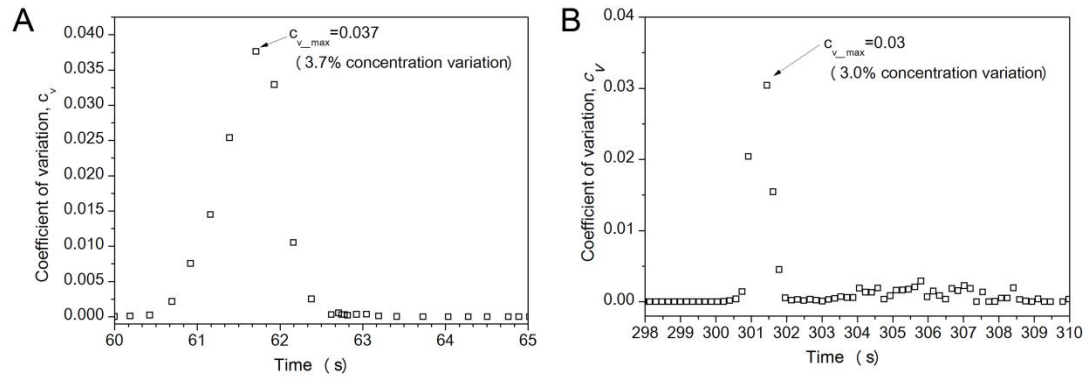 A
c_v_max=0.037
( 3.7% concentration variation)
Coefficient of variation, c_v
0.040
0.035
0.030
0.025
0.020
0.015
0.010
0.005
0.000
60 61 62 63 64 65
Time ( s)
B
c_v_max=0.03
( 3.0% concentration variation)
Coefficient of variation, c_V
0.04
0.03
0.02
0.01
0.00
298 299 300 301 302 303 304 305 306 307 308 309 310
Time ( s)